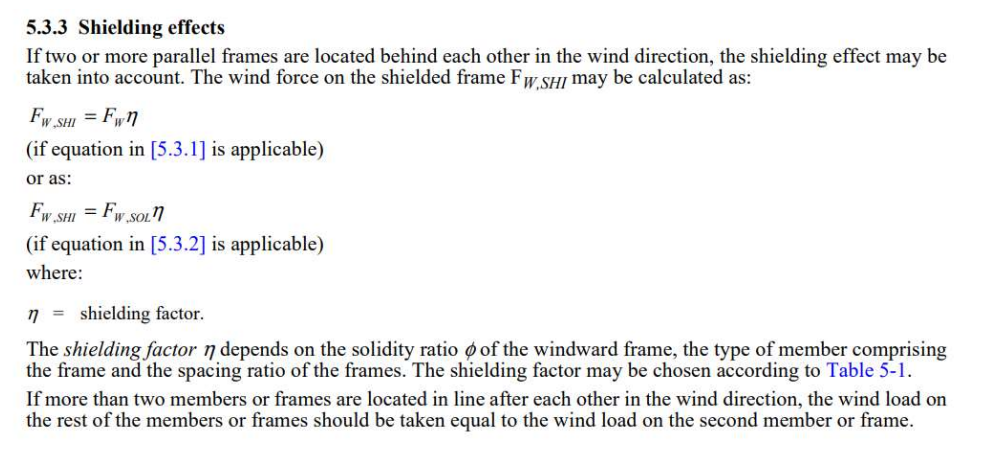 5.3.3 Shielding effects
If two or more parallel frames are located behind each other in the wind direction, the shielding effect may be
taken into account. The wind force on the shielded frame F_{W,SHI} may be calculated as:
F_{W,SHI} = F_W η
(if equation in [5.3.1] is applicable)
or as:
F_{W,SHI} = F_{W,SOL} η
(if equation in [5.3.2] is applicable)
where:
η = shielding factor.
The shielding factor η depends on the solidity ratio ϕ of the windward frame, the type of member comprising
the frame and the spacing ratio of the frames. The shielding factor may be chosen according to Table 5-1.
If more than two members or frames are located in line after each other in the wind direction, the wind load on
the rest of the members or frames should be taken equal to the wind load on the second member or frame.